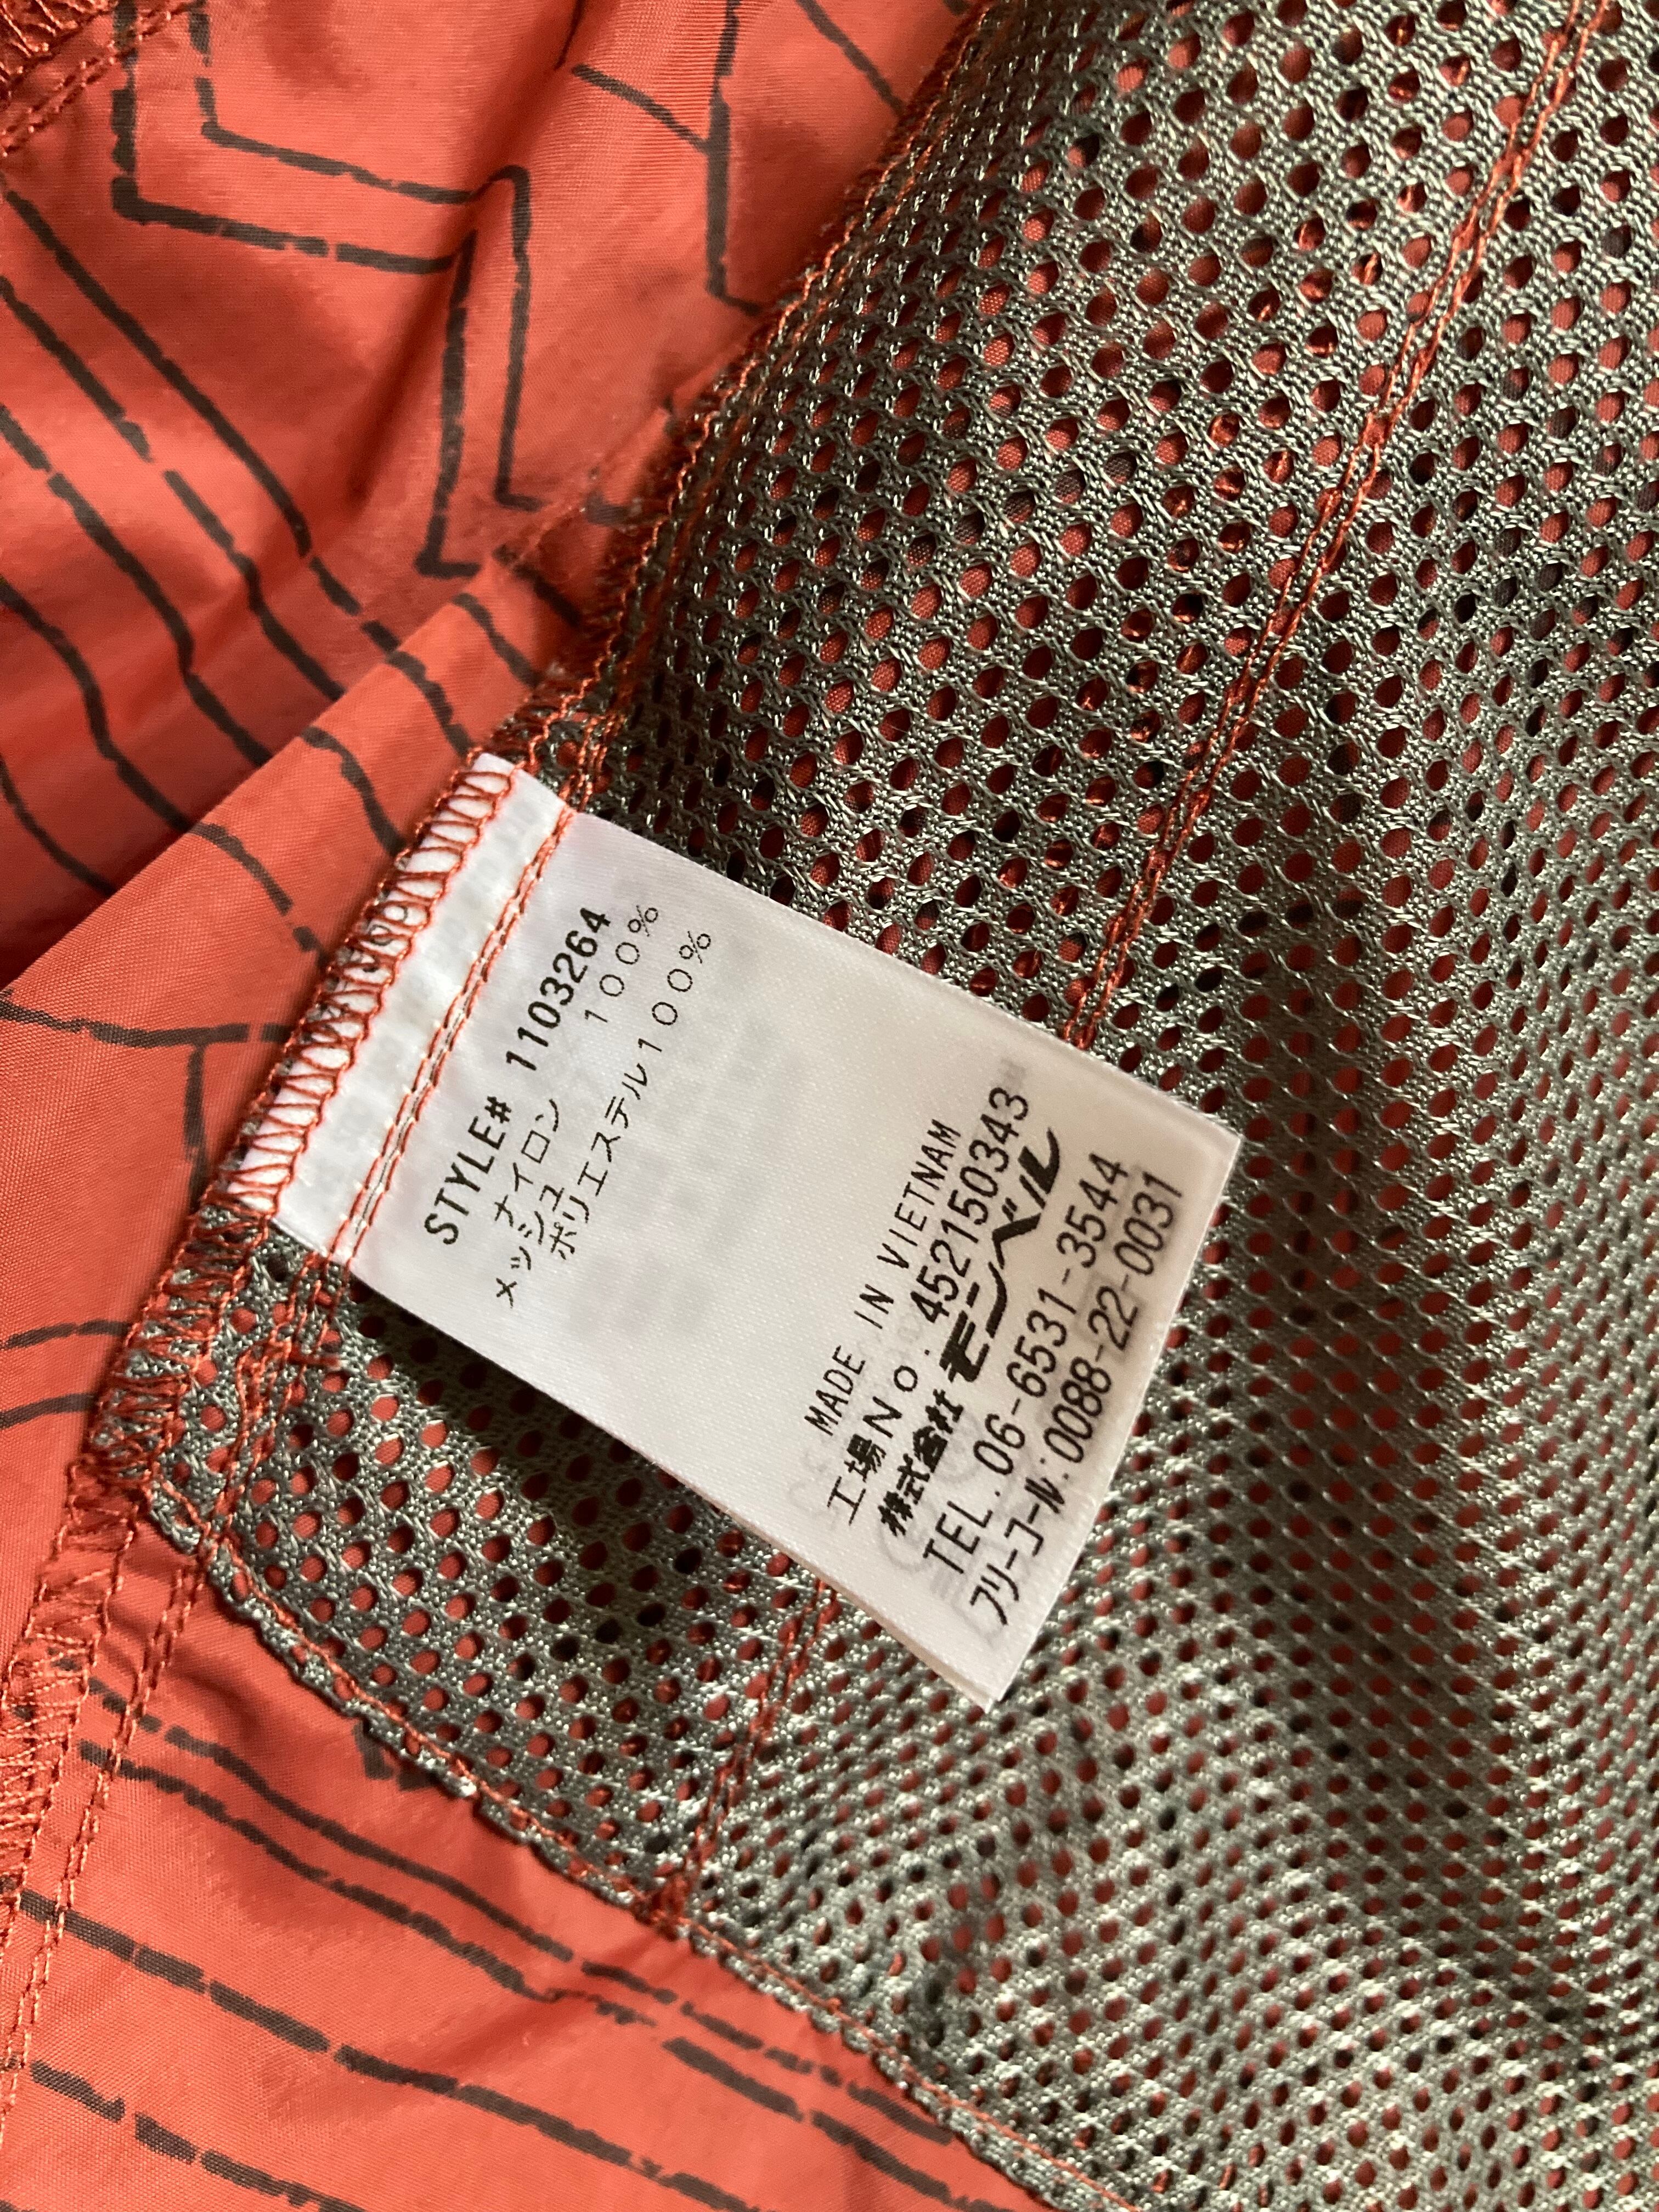 STYLE# 1103264
ナイロン 100%
メッシュ
ポリエステル100%
MADE IN VIETNAM
工場No.452150343
株式会社モンベル
TEL.06-6531-3544
フリーコール:0088-22-0031